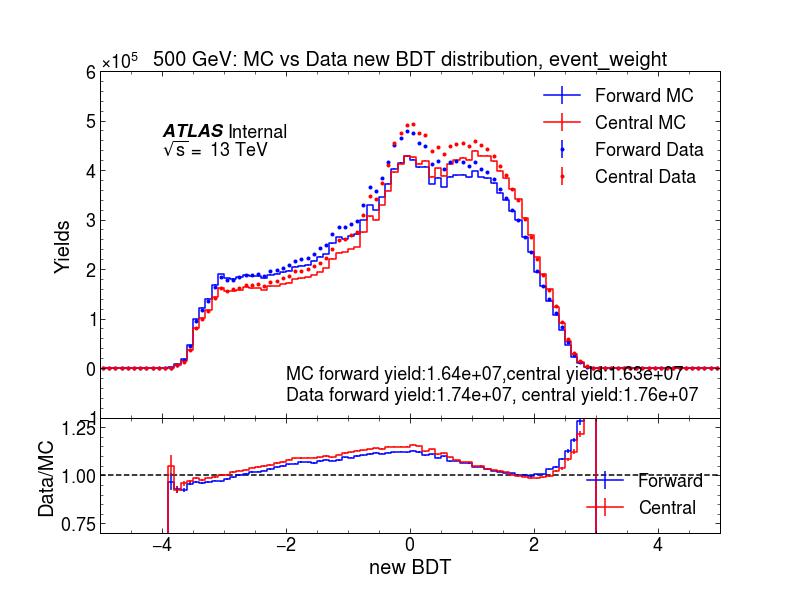 ×10⁵ 500 GeV: MC vs Data new BDT distribution, event_weight
6
5
4
3
2
1
0
−1
Yields
ATLAS Internal
√s = 13 TeV
Forward MC
Central MC
Forward Data
Central Data
MC forward yield:1.64e+07,central yield:1.63e+07
Data forward yield:1.74e+07, central yield:1.76e+07
1.25
1.00
0.75
Data/MC
Forward
Central
−4 −2 0 2 4
new BDT